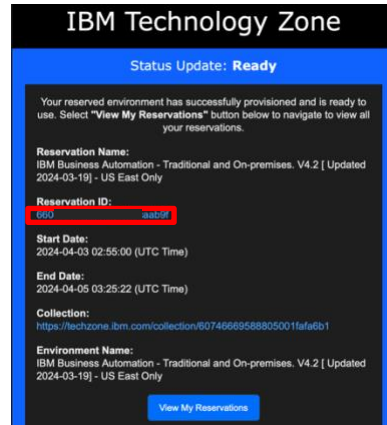 IBM Technology Zone
Status Update: Ready
Your reserved environment has successfully provisioned and is ready to
use. Select "View My Reservations" button below to navigate to view all
your reservations.
Reservation Name:
IBM Business Automation - Traditional and On-premises. V4.2 [ Updated
2024-03-19] - US East Only
Reservation ID:
660 aab9f
Start Date:
2024-04-03 02:55:00 (UTC Time)
End Date:
2024-04-05 03:25:22 (UTC Time)
Collection:
https://techzone.ibm.com/collection/60746669588805001fafa6b1
Environment Name:
IBM Business Automation - Traditional and On-premises. V4.2 [ Updated
2024-03-19] - US East Only
View My Reservations